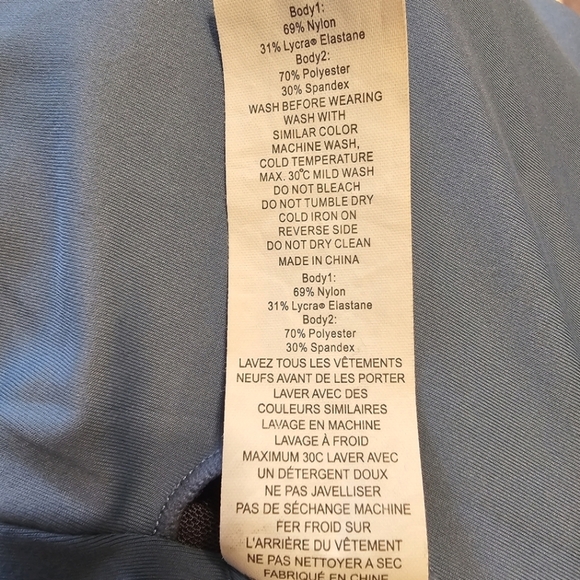 Body1:
69% Nylon
31% Lycra® Elastane
Body2:
70% Polyester
30% Spandex
WASH BEFORE WEARING
WASH WITH
SIMILAR COLOR
MACHINE WASH,
COLD TEMPERATURE
MAX. 30°C MILD WASH
DO NOT BLEACH
DO NOT TUMBLE DRY
COLD IRON ON
REVERSE SIDE
DO NOT DRY CLEAN
MADE IN CHINA
Body1:
69% Nylon
31% Lycra® Elastane
Body2:
70% Polyester
30% Spandex
LAVEZ TOUS LES VÊTEMENTS
NEUFS AVANT DE LES PORTER
LAVER AVEC DES
COULEURS SIMILAIRES
LAVAGE EN MACHINE
LAVAGE À FROID
MAXIMUM 30C LAVER AVEC
UN DÉTERGENT DOUX
NE PAS JAVELLISER
PAS DE SÉCHANGE MACHINE
FER FROID SUR
L'ARRIÈRE DU VÊTEMENT
NE PAS NETTOYER A SEC
FABRIQUÉ EN CHINE